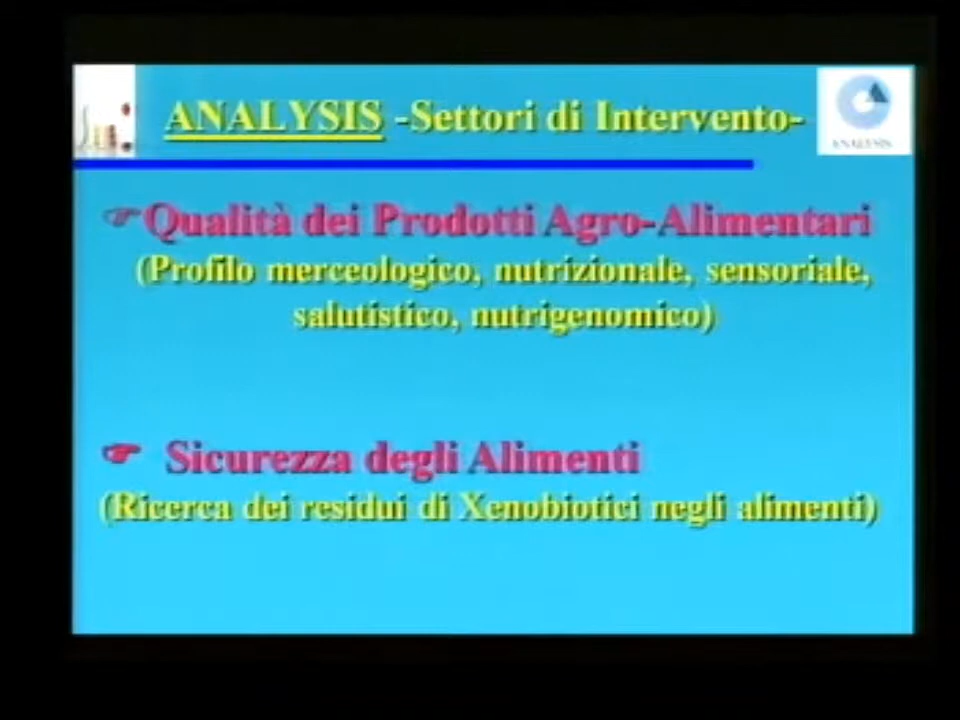 ANALYSIS -Settori di Intervento-
ANALYSIS
Qualità dei Prodotti Agro-Alimentari
(Profilo merceologico, nutrizionale, sensoriale,
salutistico, nutrigenomico)
Sicurezza degli Alimenti
(Ricerca dei residui di Xenobiotici negli alimenti)